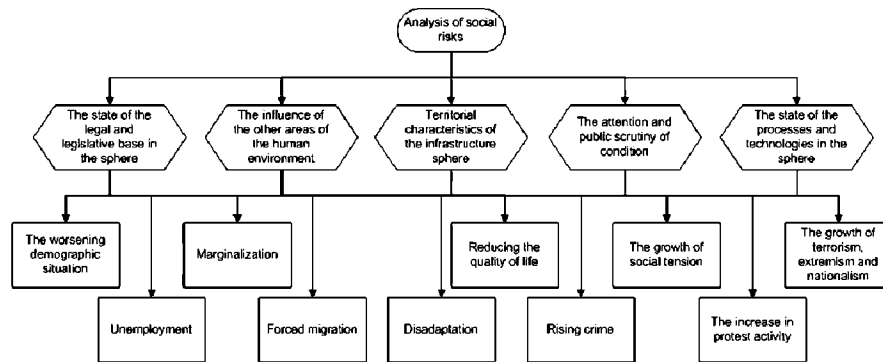 Analysis of social
risks
The state of the
legal and
legislative base in
the sphere
The influence of
the other areas of
the human
environment
Territorial
characteristics of
the infrastructure
sphere
The attention and
public scrutiny of
condition
The state of the
processes and
technologies in the
sphere
The worsening
demographic
situation
Marginalization
Reducing the
quality of life
The growth of
social tension
The growth of
terrorism,
extremism and
nationalism
Unemployment
Forced migration
Disadaptation
Rising crime
The increase in
protest activity